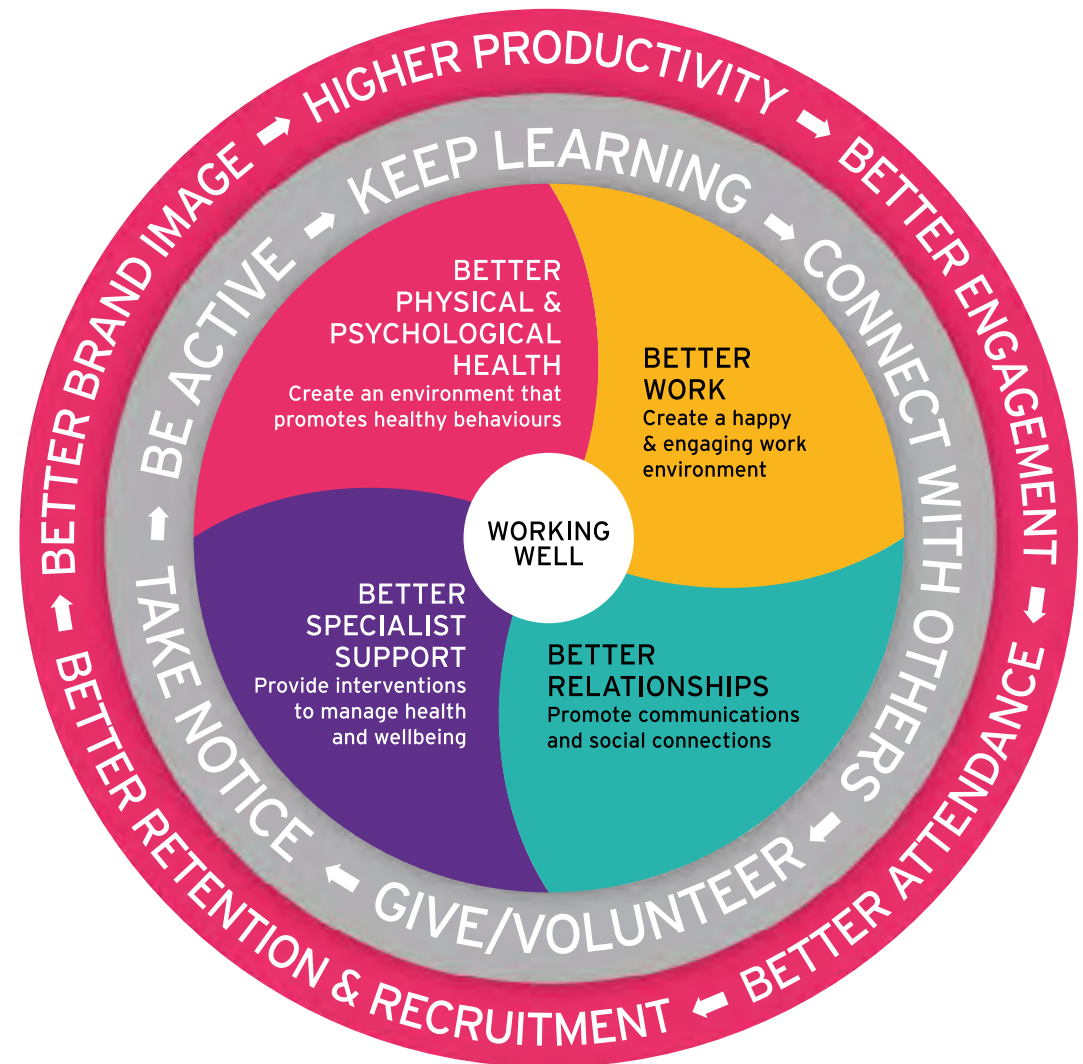 HIGHER PRODUCTIVITY
BETTER ENGAGEMENT
BETTER ATTENDANCE
BETTER RETENTION & RECRUITMENT
BETTER BRAND IMAGE
KEEP LEARNING
CONNECT WITH OTHERS
GIVE/VOLUNTEER
TAKE NOTICE
BE ACTIVE
BETTER
PHYSICAL &
PSYCHOLOGICAL
HEALTH
Create an environment that
promotes healthy behaviours
BETTER
WORK
Create a happy
& engaging work
environment
WORKING
WELL
BETTER
SPECIALIST
SUPPORT
Provide interventions
to manage health
and wellbeing
BETTER
RELATIONSHIPS
Promote communications
and social connections